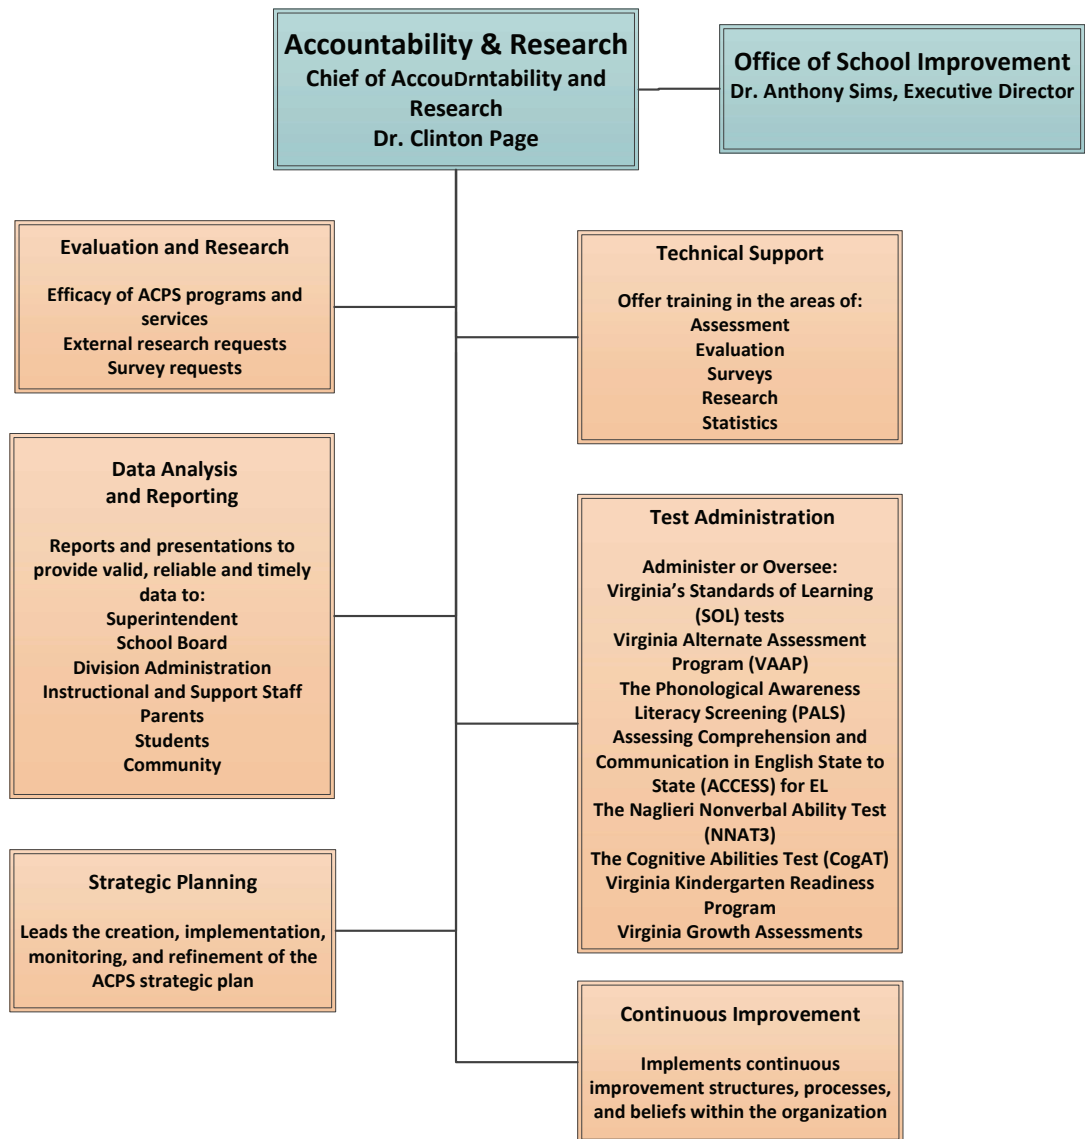 Accountability & Research
Chief of AccouDrntability and
Research
Dr. Clinton Page
Office of School Improvement
Dr. Anthony Sims, Executive Director
Evaluation and Research
Efficacy of ACPS programs and
services
External research requests
Survey requests
Technical Support
Offer training in the areas of:
Assessment
Evaluation
Surveys
Research
Statistics
Data Analysis
and Reporting
Reports and presentations to
provide valid, reliable and timely
data to:
Superintendent
School Board
Division Administration
Instructional and Support Staff
Parents
Students
Community
Test Administration
Administer or Oversee:
Virginia’s Standards of Learning
(SOL) tests
Virginia Alternate Assessment
Program (VAAP)
The Phonological Awareness
Literacy Screening (PALS)
Assessing Comprehension and
Communication in English State to
State (ACCESS) for EL
The Naglieri Nonverbal Ability Test
(NNAT3)
The Cognitive Abilities Test (CogAT)
Virginia Kindergarten Readiness
Program
Virginia Growth Assessments
Strategic Planning
Leads the creation, implementation,
monitoring, and refinement of the
ACPS strategic plan
Continuous Improvement
Implements continuous
improvement structures, processes,
and beliefs within the organization